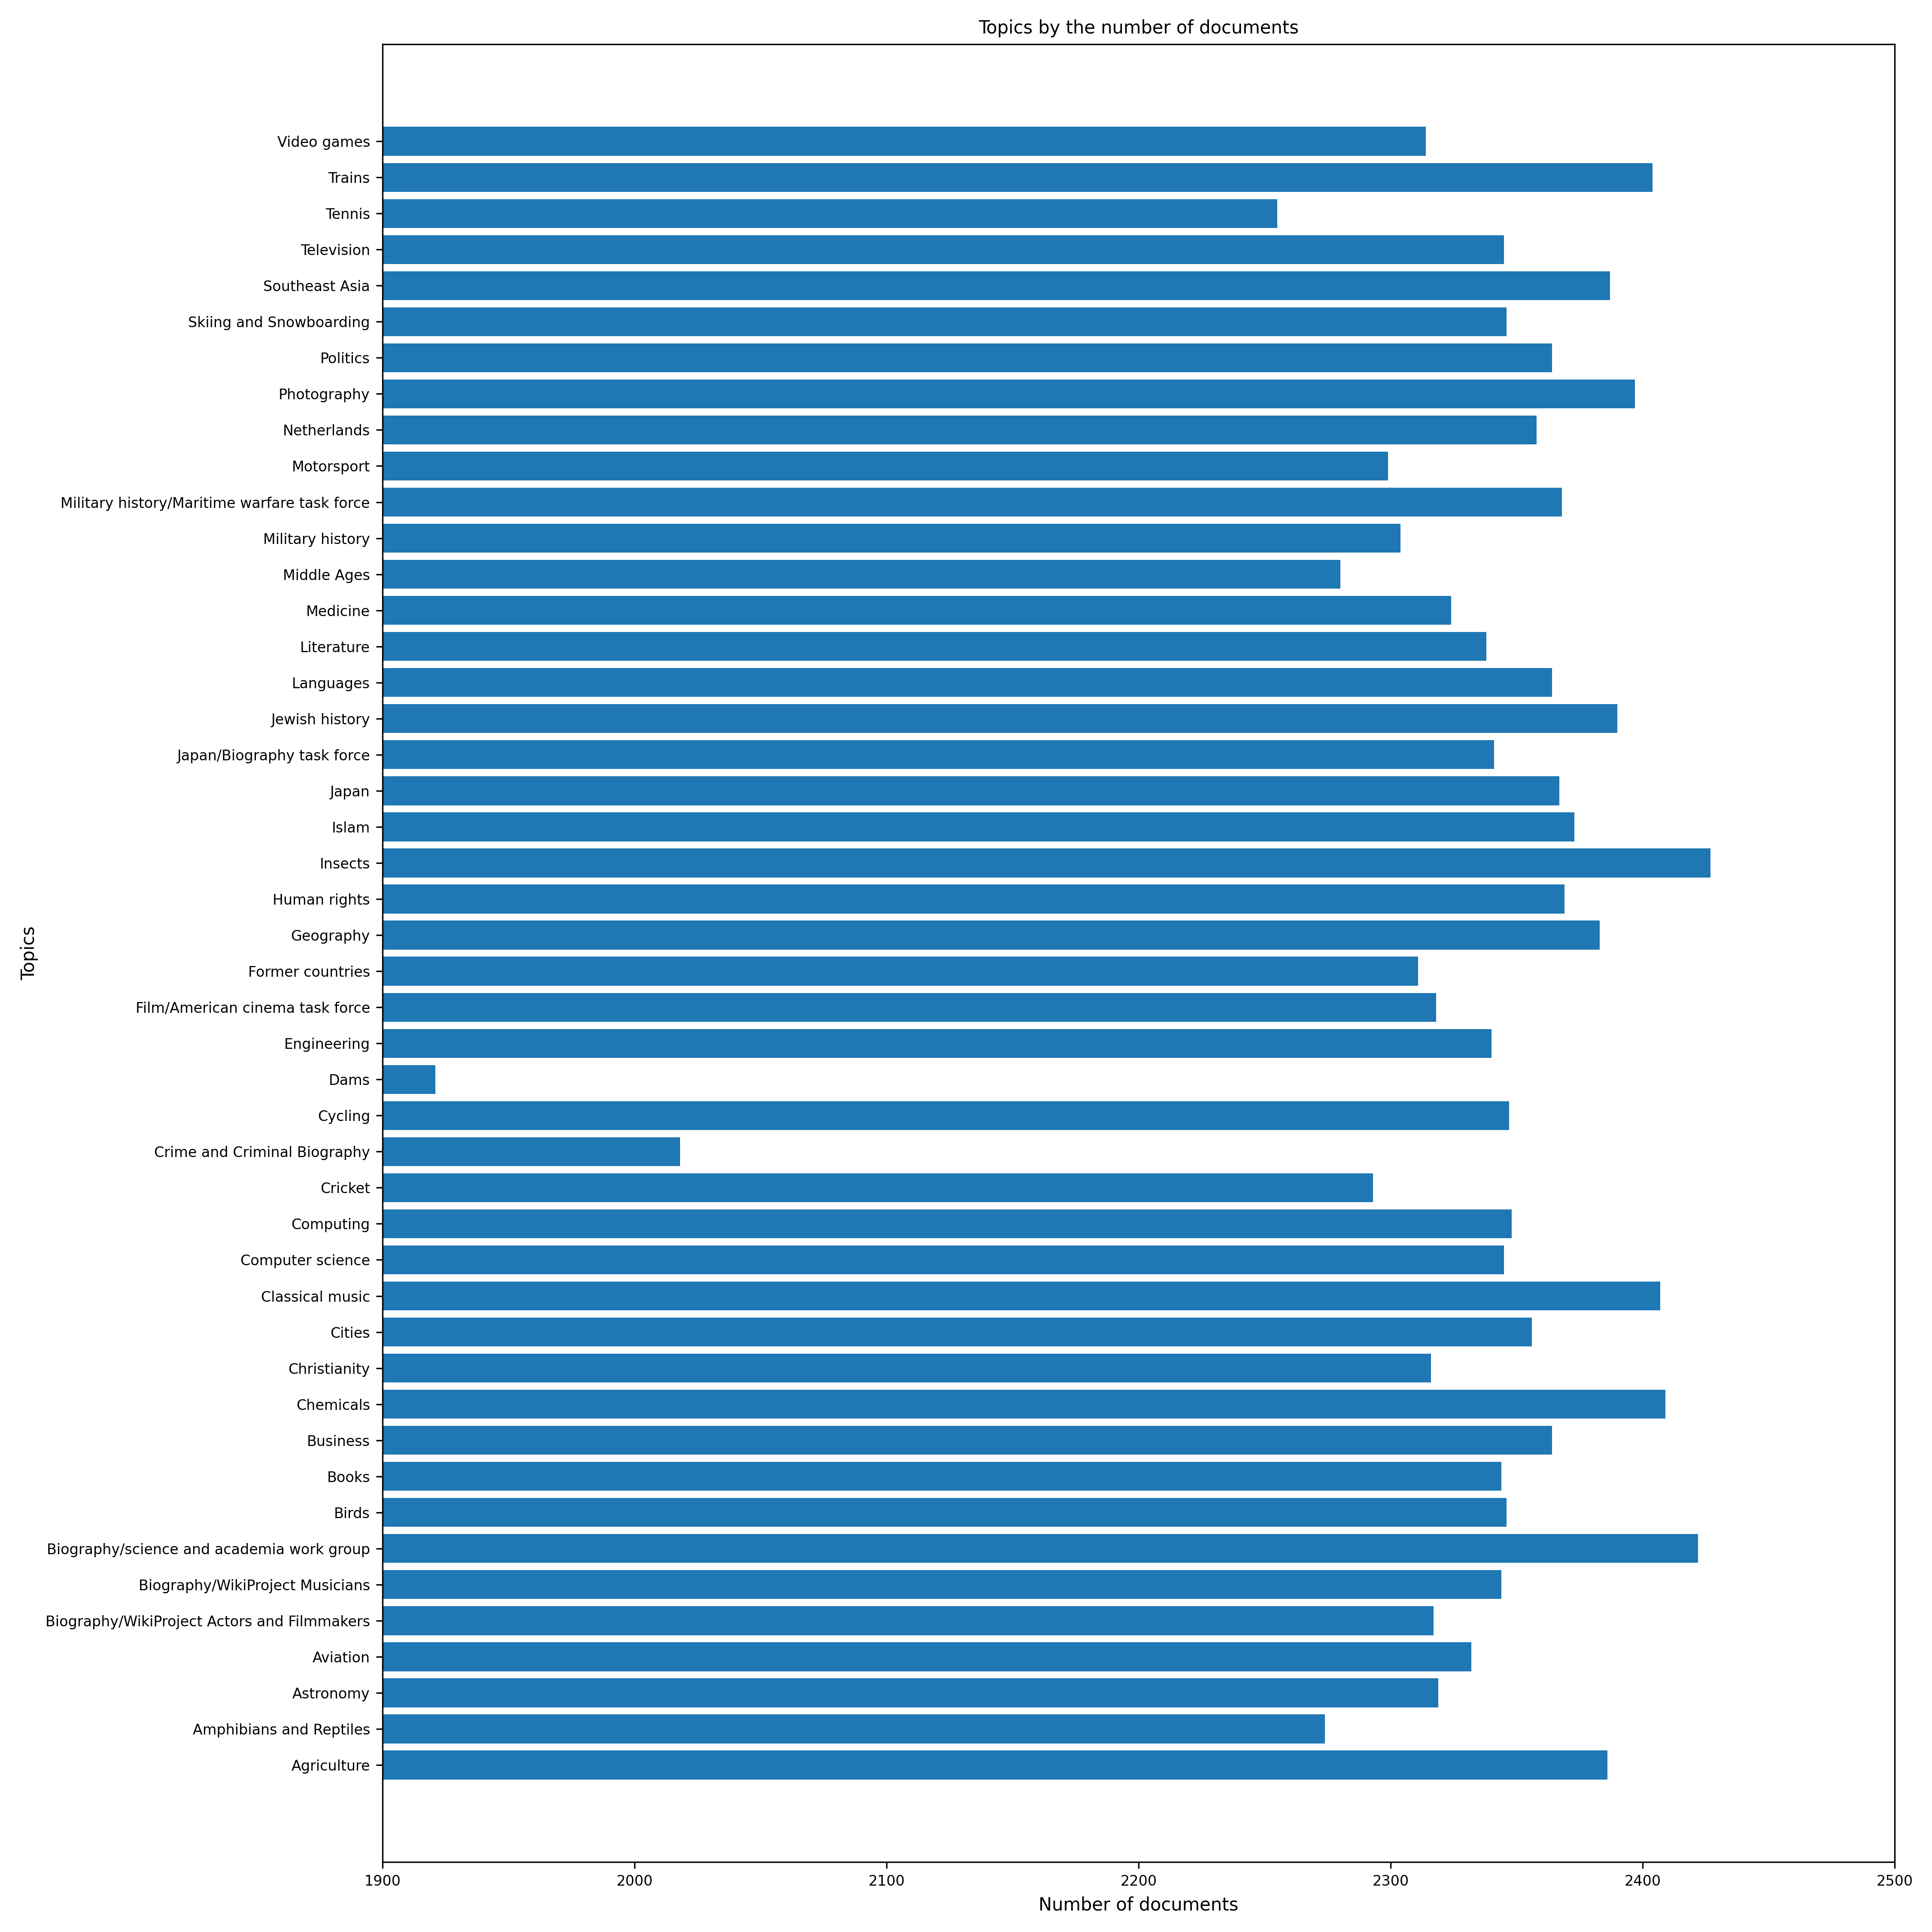 Topics by the number of documents
Video games
Trains
Tennis
Television
Southeast Asia
Skiing and Snowboarding
Politics
Photography
Netherlands
Motorsport
Military history/Maritime warfare task force
Military history
Middle Ages
Medicine
Literature
Languages
Jewish history
Japan/Biography task force
Japan
Islam
Insects
Human rights
Geography
Former countries
Film/American cinema task force
Engineering
Dams
Cycling
Crime and Criminal Biography
Cricket
Computing
Computer science
Classical music
Cities
Christianity
Chemicals
Business
Books
Birds
Biography/science and academia work group
Biography/WikiProject Musicians
Biography/WikiProject Actors and Filmmakers
Aviation
Astronomy
Amphibians and Reptiles
Agriculture
Topics
1900 2000 2100 2200 2300 2400 2500
Number of documents